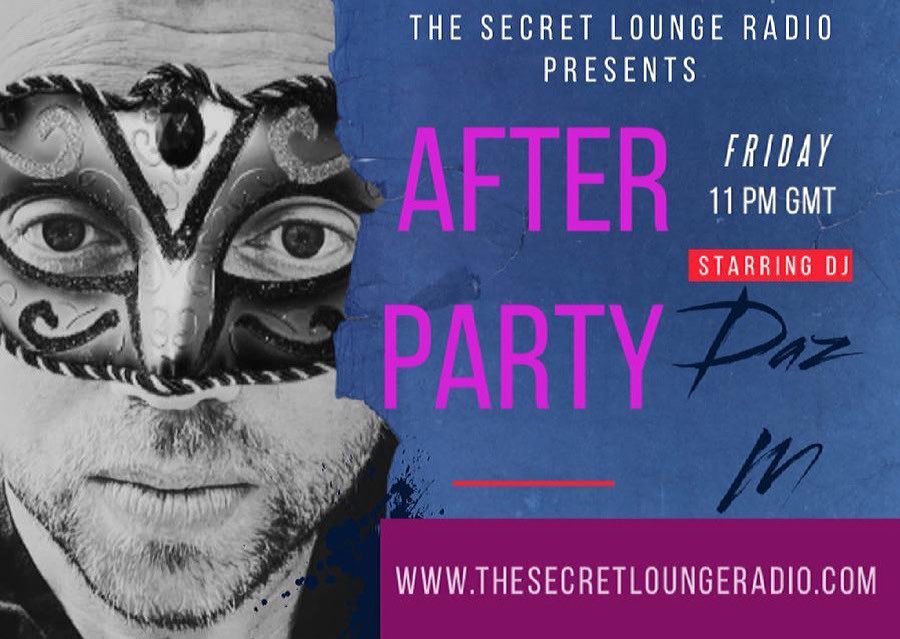 THE SECRET LOUNGE RADIO
PRESENTS
AFTER
PARTY
FRIDAY
11 PM GMT
STARRING DJ
Daz
M
WWW.THESECRETLOUNGERADIO.COM